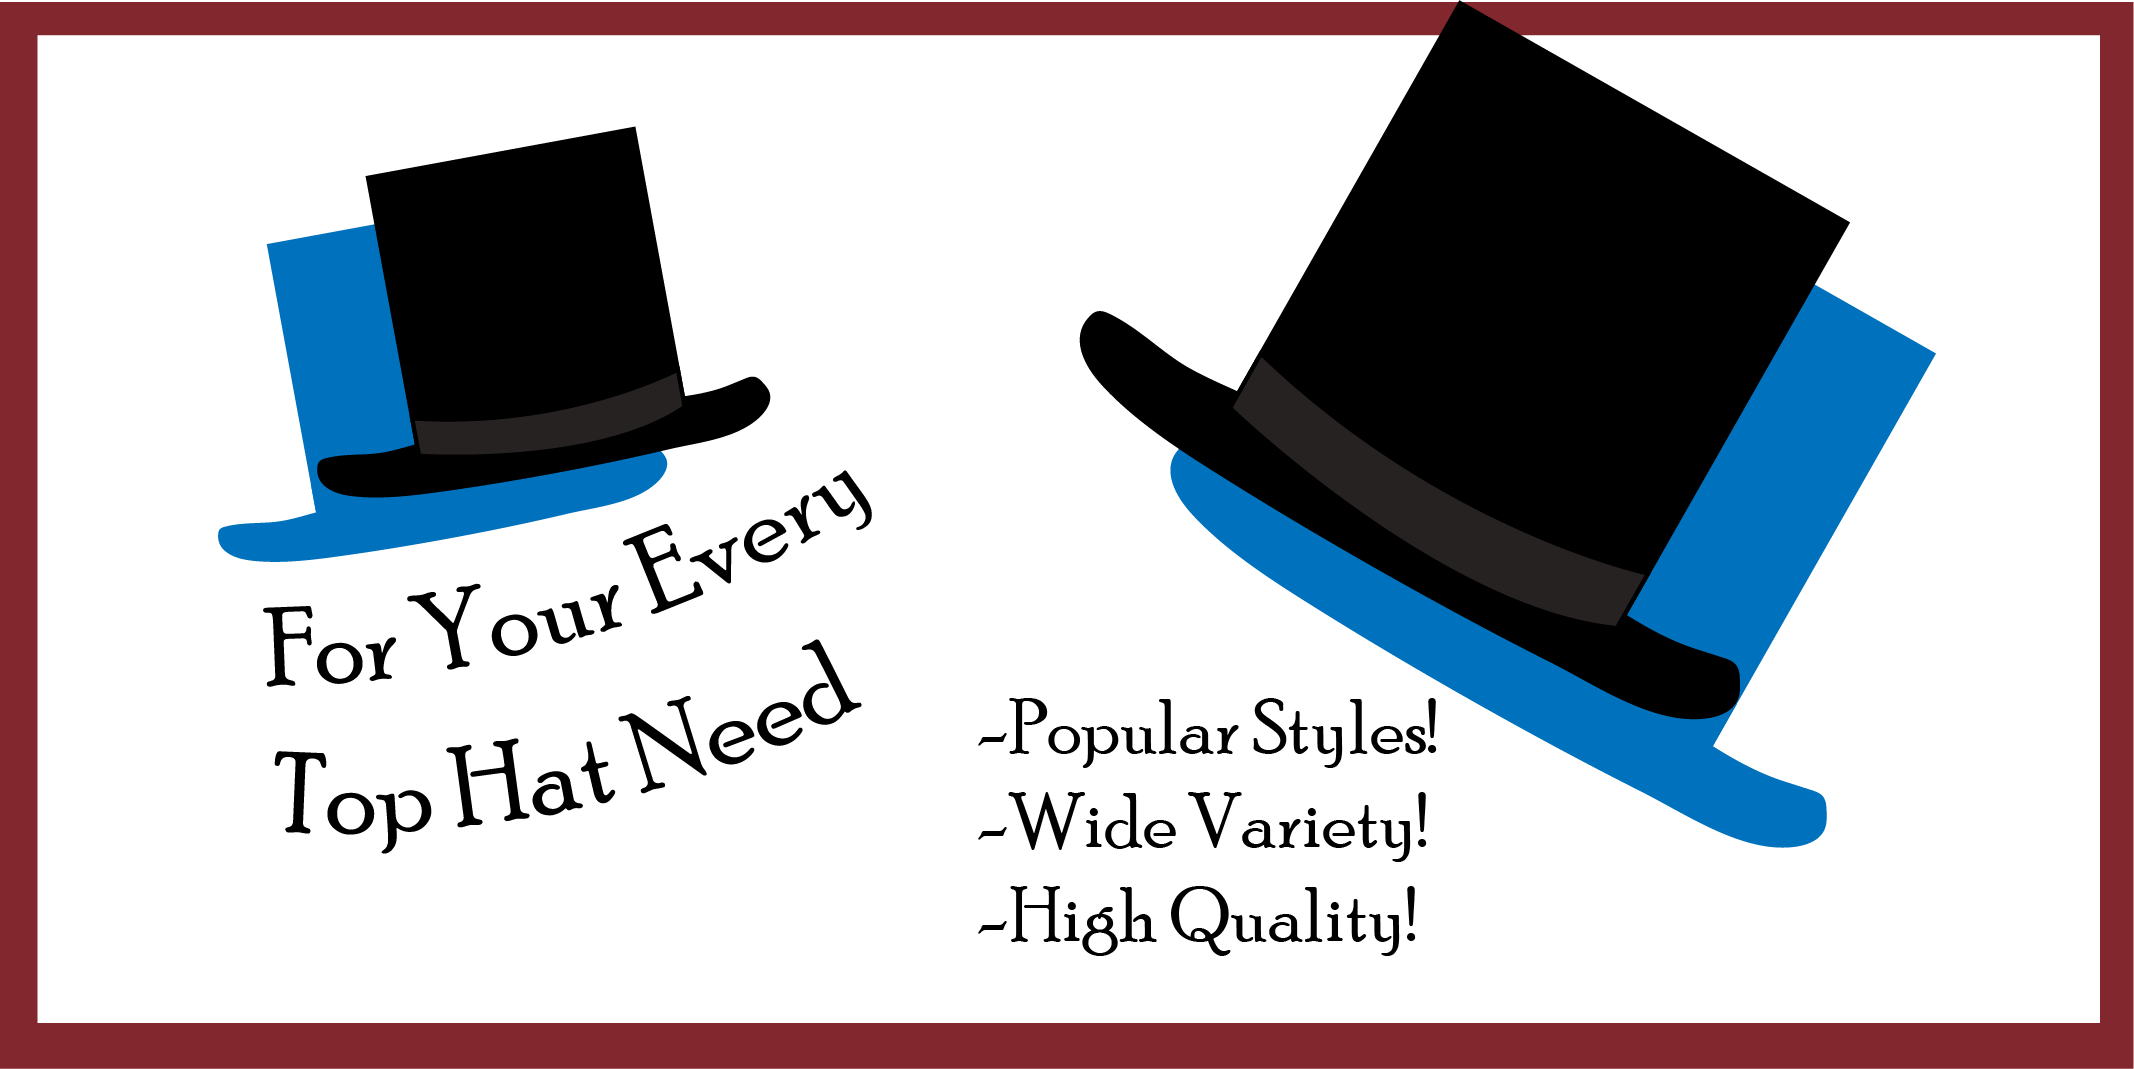 For Your Every
Top Hat Need
-Popular Styles!
-Wide Variety!
-High Quality!